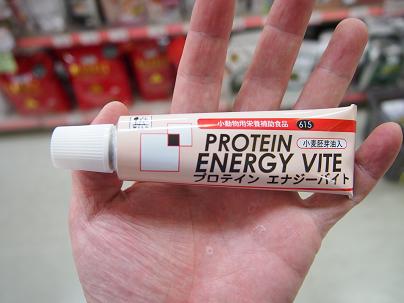 小動物用栄養補助食品 615
PROTEIN 小麦胚芽油入
ENERGY VITE
プロテイン エナジーバイト